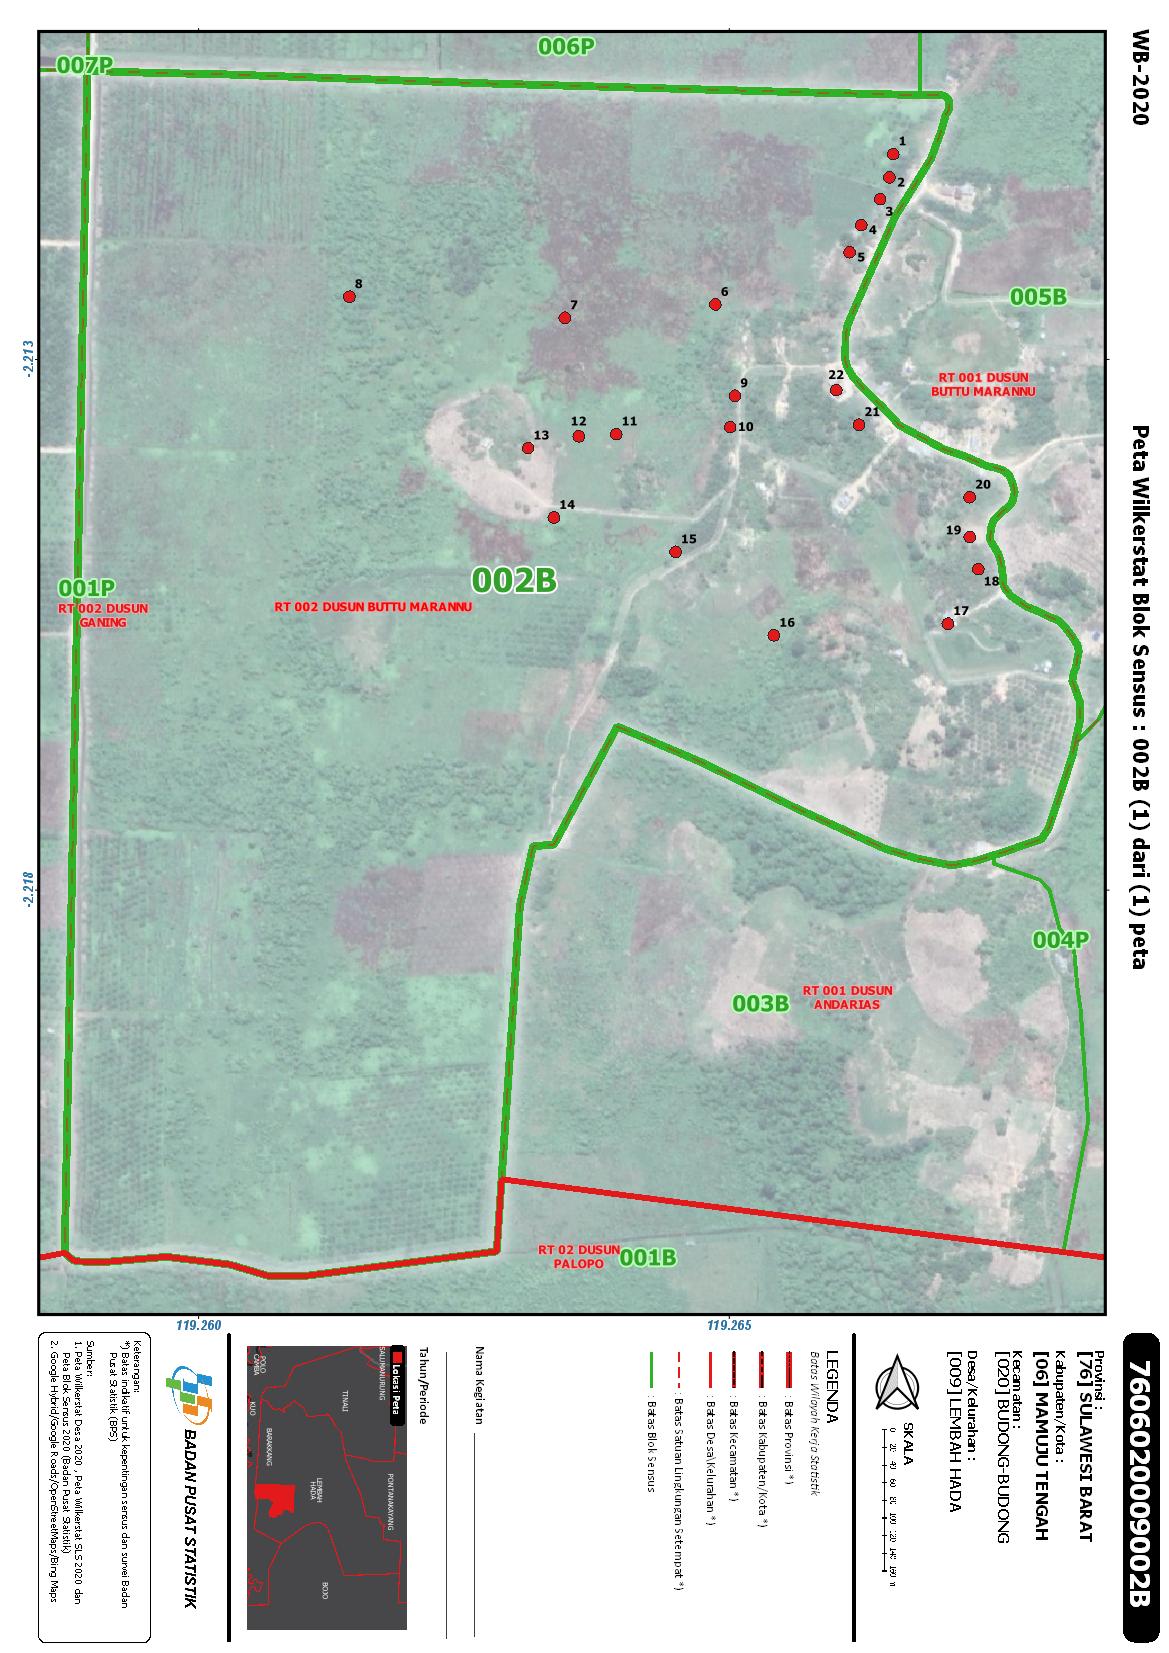 WB-2020
Peta Wilkerstat Blok Sensus : 002B (1) dari (1) peta
006P
007P
005B
001P
002B
003B
004P
001B
RT 001 DUSUN
BUTTU MARANNU
RT 002 DUSUN
GANING
RT 002 DUSUN BUTTU MARANNU
RT 001 DUSUN
ANDARIAS
RT 02 DUSUN
PALOPO
1
2
3
4
5
6
7
8
9
10
11
12
13
14
15
16
17
18
19
20
21
22
-2.213
-2.218
119.260
119.265
7606020009002B
Provinsi :
[76] SULAWESI BARAT
Kabupaten/Kota :
[06] MAMUJU TENGAH
Kecamatan :
[020] BUDONG-BUDONG
Desa/Kelurahan :
[009] LEMBAH HADA
SKALA
0 20 40 60 80 100 120 140 160 m
LEGENDA
Batas Wilayah Kerja Statistik
: Batas Provinsi *)
: Batas Kabupaten/Kota *)
: Batas Kecamatan *)
: Batas Desa\Kelurahan *)
: Batas Satuan Lingkungan Setempat *)
: Batas Blok Sensus
Nama Kegiatan
Tahun/Periode
Lokasi Peta
SALUMANURUNG
TINALI
PONTANAKAYANG
POLO
CAMBA
KUO
BARAKKANG
LEMBAH
HADA
BOJO
BADAN PUSAT STATISTIK
Keterangan:
*) Batas indikatif untuk kepentingan sensus dan survei Badan
Pusat Statistik (BPS)
Sumber:
1. Peta Wilkerstat Desa 2020 , Peta Wilkerstat SLS 2020 dan
Peta Blok Sensus 2020 (Badan Pusat Statistik)
2. Google Hybrid/Google Roads/OpenStreetMaps/Bing Maps